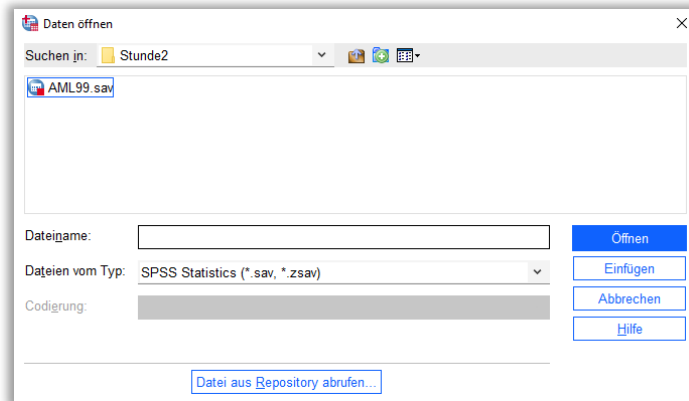 Daten öffnen
Suchen in: Stunde2
AML99.sav
Dateiname:
Öffnen
Dateien vom Typ: SPSS Statistics (*.sav, *.zsav)
Einfügen
Codierung:
Abbrechen
Hilfe
Datei aus Repository abrufen...